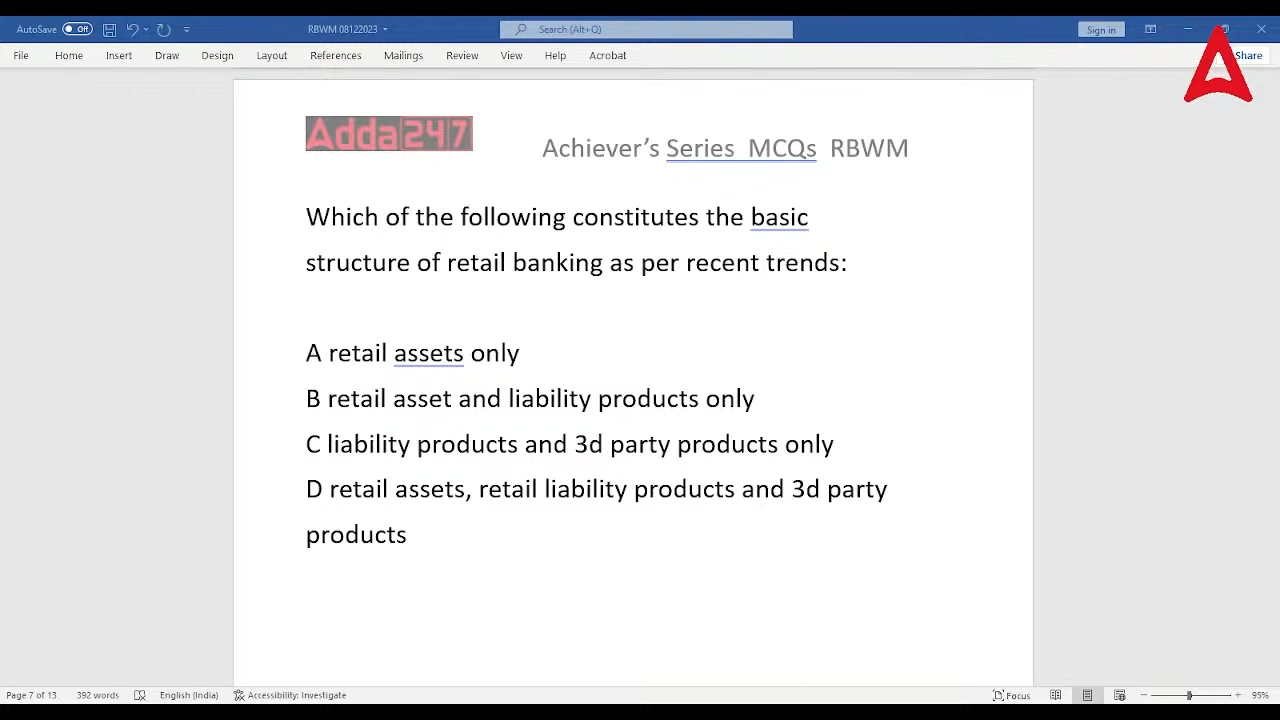 AutoSave Off RBWM 08122023 Search (Alt+Q) Sign in
File Home Insert Draw Design Layout References Mailings Review View Help Acrobat Share
Adda247
Achiever's Series MCQs RBWM
Which of the following constitutes the basic
structure of retail banking as per recent trends:
A retail assets only
B retail asset and liability products only
C liability products and 3d party products only
D retail assets, retail liability products and 3d party
products
Page 7 of 13 392 words English (India) Accessibility: Investigate Focus 95%